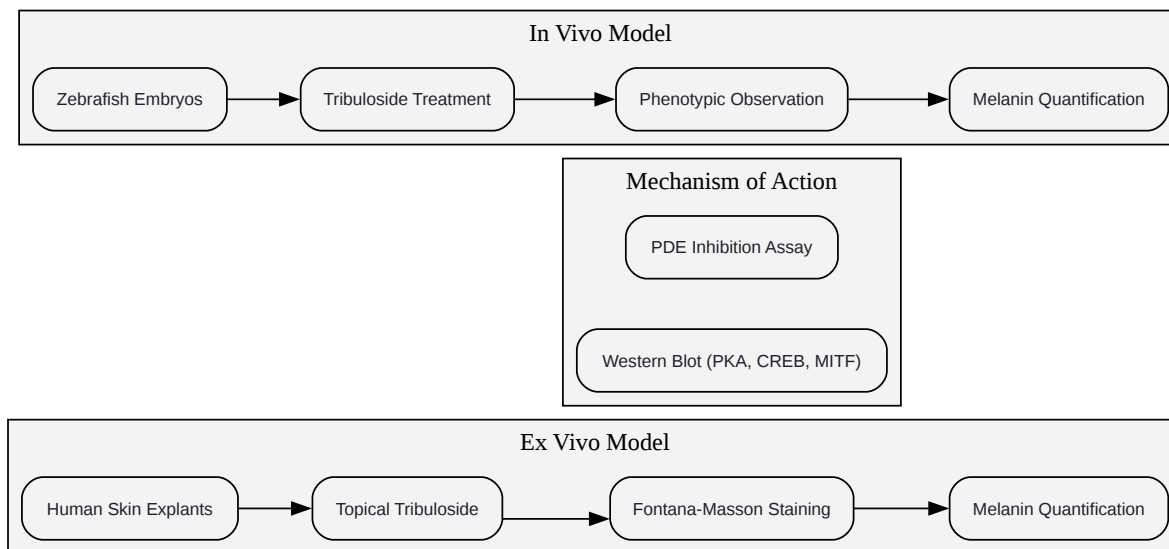 In Vivo Model
Zebrafish Embryos
Tribuloside Treatment
Phenotypic Observation
Melanin Quantification
Mechanism of Action
PDE Inhibition Assay
Western Blot (PKA, CREB, MITF)
Ex Vivo Model
Human Skin Explants
Topical Tribuloside
Fontana-Masson Staining
Melanin Quantification